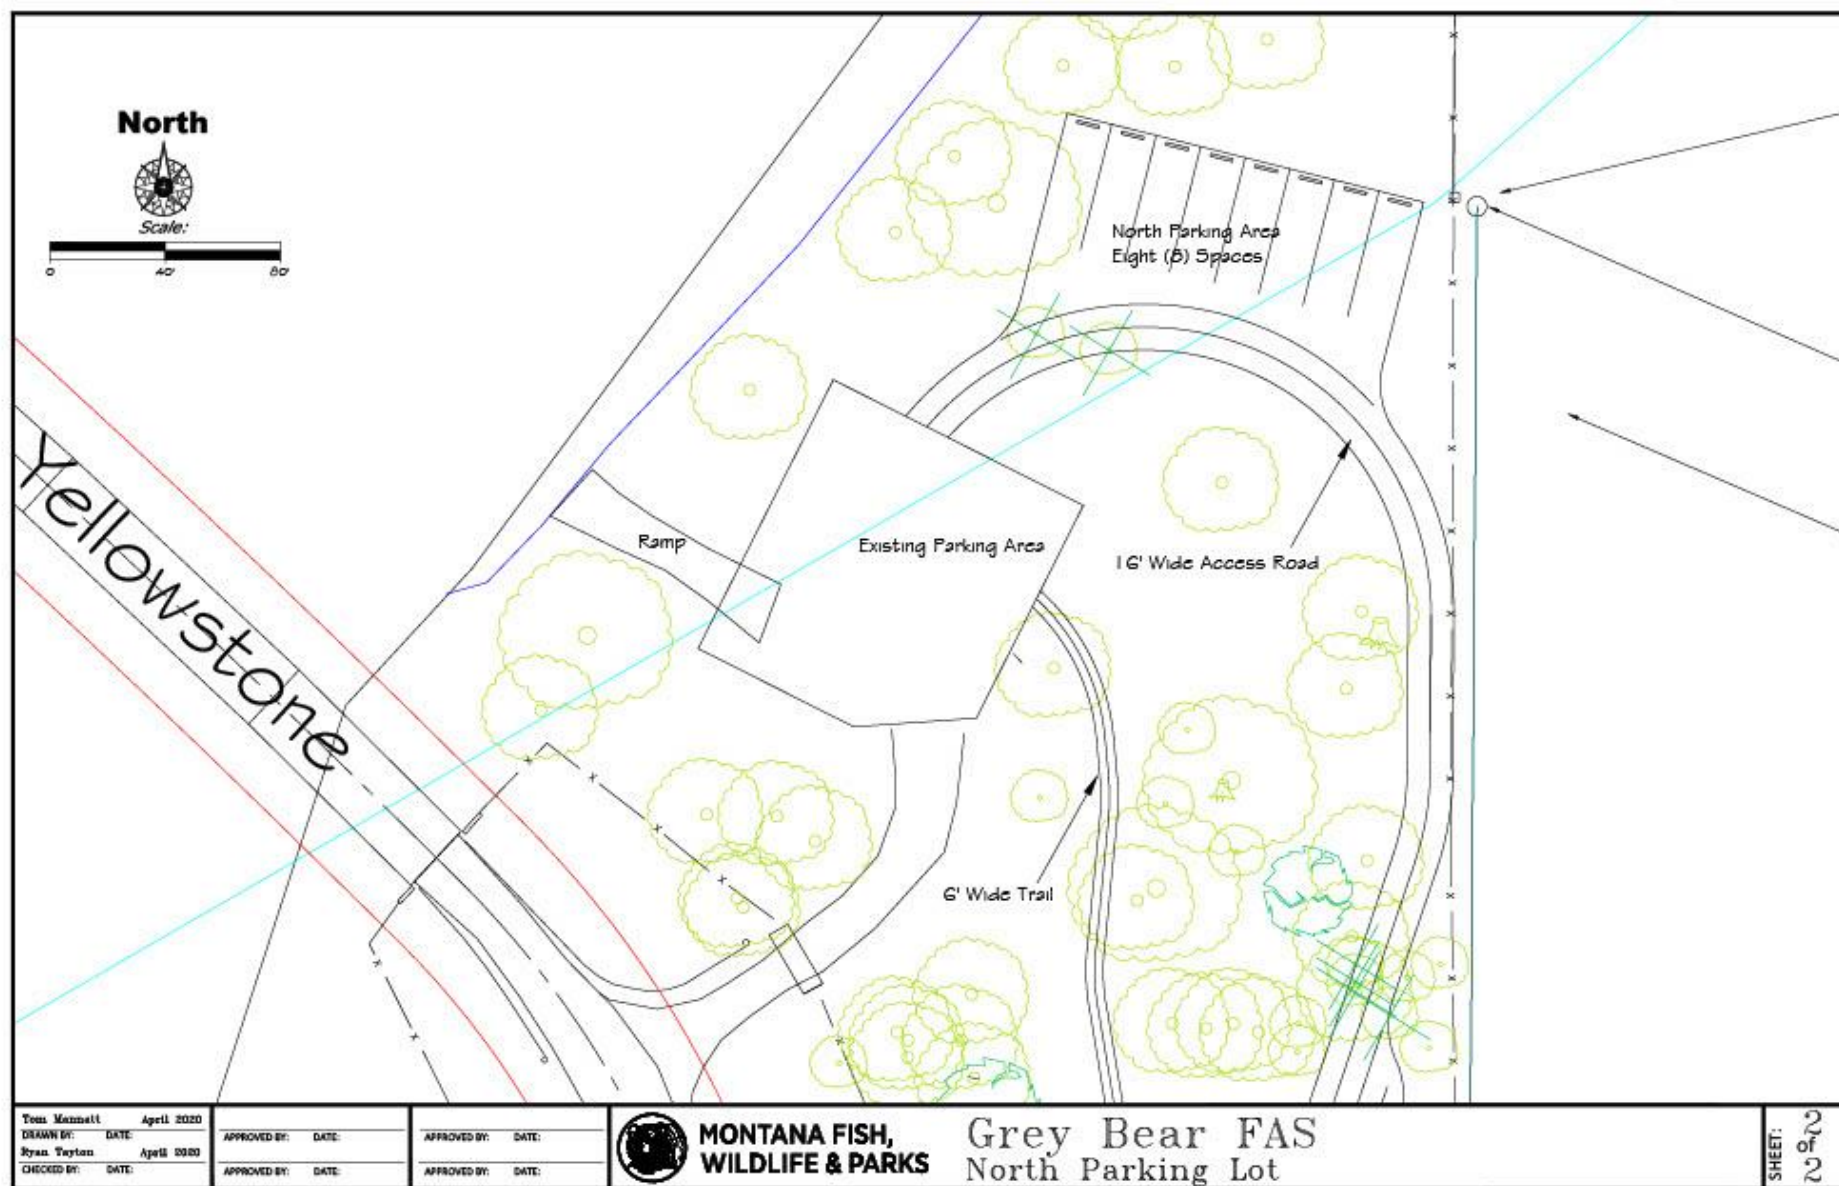 North
Scale:
0 40' 80'
North Parking Area
Eight (8) Spaces
Ramp
Existing Parking Area
16' Wide Access Road
Yellowstone
6' Wide Trail
Tom Mannatt April 2020
DRAWN BY: DATE:
Ryan Tayton April 2020
CHECKED BY: DATE:
APPROVED BY: DATE:
APPROVED BY: DATE:
APPROVED BY: DATE:
APPROVED BY: DATE:
MONTANA FISH,
WILDLIFE & PARKS
Grey Bear FAS
North Parking Lot
SHEET:
2
of
2